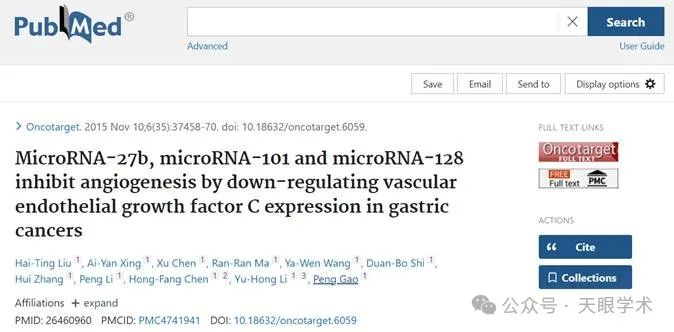 PubMed®
Search
Advanced
User Guide
Save
Email
Send to
Display options
Oncotarget. 2015 Nov 10;6(35):37458-70. doi: 10.18632/oncotarget.6059.
FULL TEXT LINKS
MicroRNA-27b, microRNA-101 and microRNA-128
inhibit angiogenesis by down-regulating vascular
endothelial growth factor C expression in gastric
cancers
Oncotarget
FULL TEXT
FREE
Full text
PMC
ACTIONS
Cite
Collections
Hai-Ting Liu 1, Ai-Yan Xing 1, Xu Chen 1, Ran-Ran Ma 1, Ya-Wen Wang 1, Duan-Bo Shi 1,
Hui Zhang 1, Peng Li 1, Hong-Fang Chen 1 2, Yu-Hong Li 1 3, Peng Gao 1
Affiliations + expand
PMID: 26460960 PMCID: PMC4741941 DOI: 10.18632/oncotarget.6059
公众号 · 天眼学术